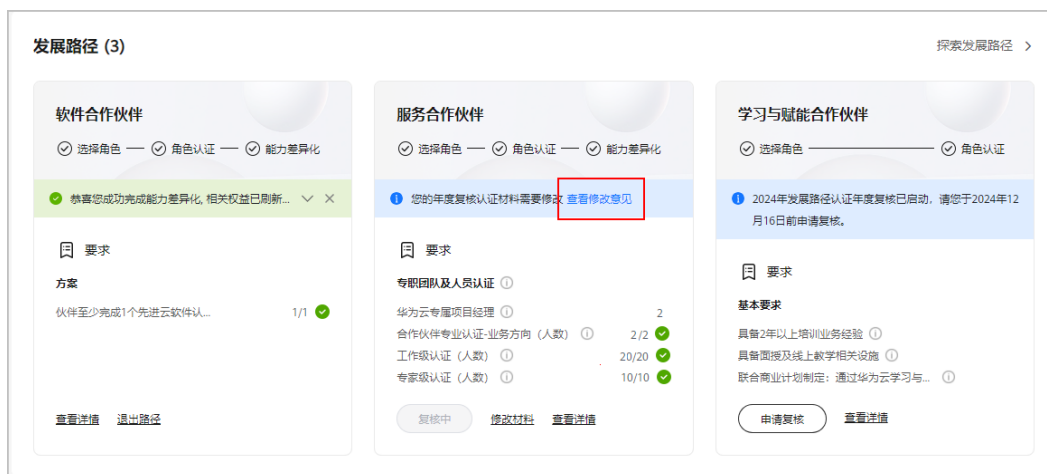 发展路径 (3)
探索发展路径 >
软件合作伙伴
选择角色 — 角色认证 — 能力差异化
恭喜您成功完成能力差异化, 相关权益已刷新...
要求
方案
伙伴至少完成1个先进云软件认... 1/1
查看详情 退出路径
服务合作伙伴
选择角色 — 角色认证 — 能力差异化
您的年度复核认证材料需要修改 查看修改意见
要求
专职团队及人员认证
华为云专属项目经理 2
合作伙伴专业认证-业务方向（人数） 2/2
工作级认证（人数） 20/20
专家级认证（人数） 10/10
复核中 修改材料 查看详情
学习与赋能合作伙伴
选择角色 — 角色认证
2024年发展路径认证年度复核已启动，请您于2024年12
月16日前申请复核。
要求
基本要求
具备2年以上培训业务经验
具备面授及线上教学相关设施
联合商业计划制定：通过华为云学习与...
申请复核 查看详情